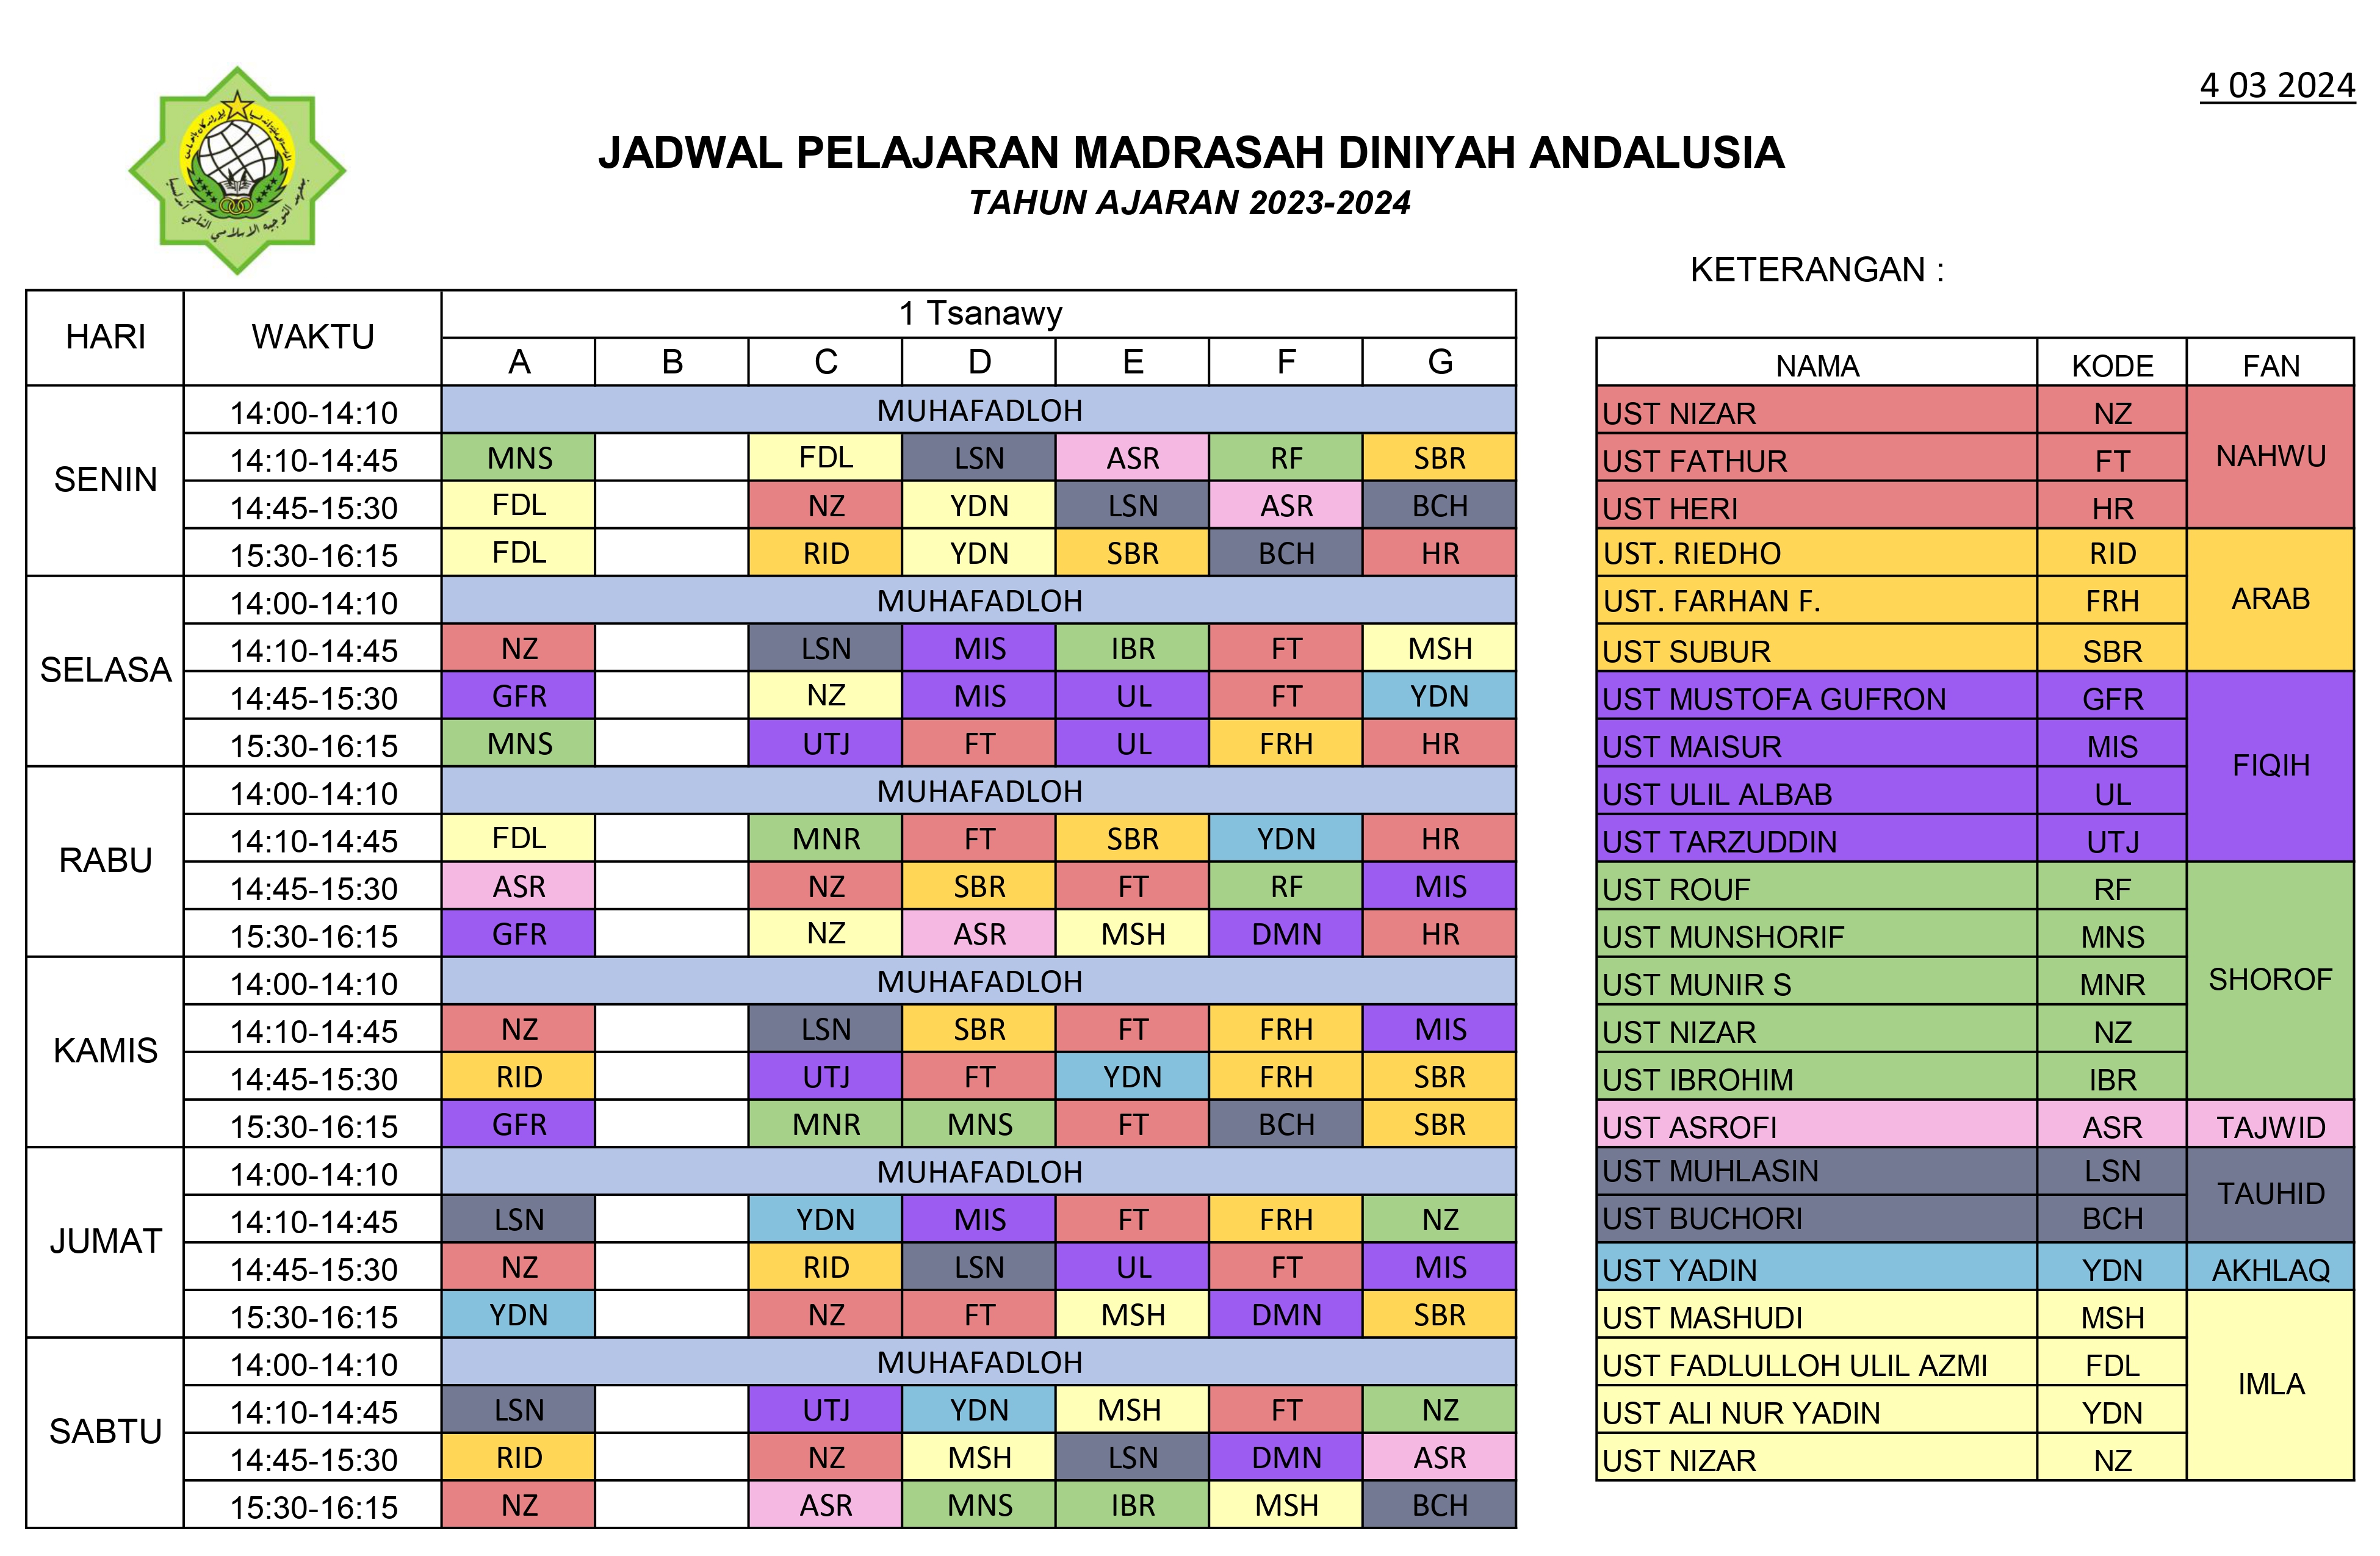 4 03 2024
JADWAL PELAJARAN MADRASAH DINIYAH ANDALUSIA
TAHUN AJARAN 2023-2024
KETERANGAN :
HARI WAKTU 1 Tsanawy
A B C D E F G
SENIN
14:00-14:10 MUHAFADLOH
14:10-14:45 MNS FDL LSN ASR RF SBR
14:45-15:30 FDL NZ YDN LSN ASR BCH
15:30-16:15 FDL RID YDN SBR BCH HR
SELASA
14:00-14:10 MUHAFADLOH
14:10-14:45 NZ LSN MIS IBR FT MSH
14:45-15:30 GFR NZ MIS UL FT YDN
15:30-16:15 MNS UTJ FT UL FRH HR
RABU
14:00-14:10 MUHAFADLOH
14:10-14:45 FDL MNR FT SBR YDN HR
14:45-15:30 ASR NZ SBR FT RF MIS
15:30-16:15 GFR NZ ASR MSH DMN HR
KAMIS
14:00-14:10 MUHAFADLOH
14:10-14:45 NZ LSN SBR FT FRH MIS
14:45-15:30 RID UTJ FT YDN FRH SBR
15:30-16:15 GFR MNR MNS FT BCH SBR
JUMAT
14:00-14:10 MUHAFADLOH
14:10-14:45 LSN YDN MIS FT FRH NZ
14:45-15:30 NZ RID LSN UL FT MIS
15:30-16:15 YDN NZ FT MSH DMN SBR
SABTU
14:00-14:10 MUHAFADLOH
14:10-14:45 LSN UTJ YDN MSH FT NZ
14:45-15:30 RID NZ MSH LSN DMN ASR
15:30-16:15 NZ ASR MNS IBR MSH BCH
NAMA KODE FAN
UST NIZAR NZ
UST FATHUR FT NAHWU
UST HERI HR
UST. RIEDHO RID
UST. FARHAN F. FRH ARAB
UST SUBUR SBR
UST MUSTOFA GUFRON GFR
UST MAISUR MIS
FIQIH
UST ULIL ALBAB UL
UST TARZUDDIN UTJ
UST ROUF RF
UST MUNSHORIF MNS
UST MUNIR S MNR SHOROF
UST NIZAR NZ
UST IBROHIM IBR
UST ASROFI ASR TAJWID
UST MUHLASIN LSN
TAUHID
UST BUCHORI BCH
UST YADIN YDN AKHLAQ
UST MASHUDI MSH
UST FADLULLOH ULIL AZMI FDL
IMLA
UST ALI NUR YADIN YDN
UST NIZAR NZ